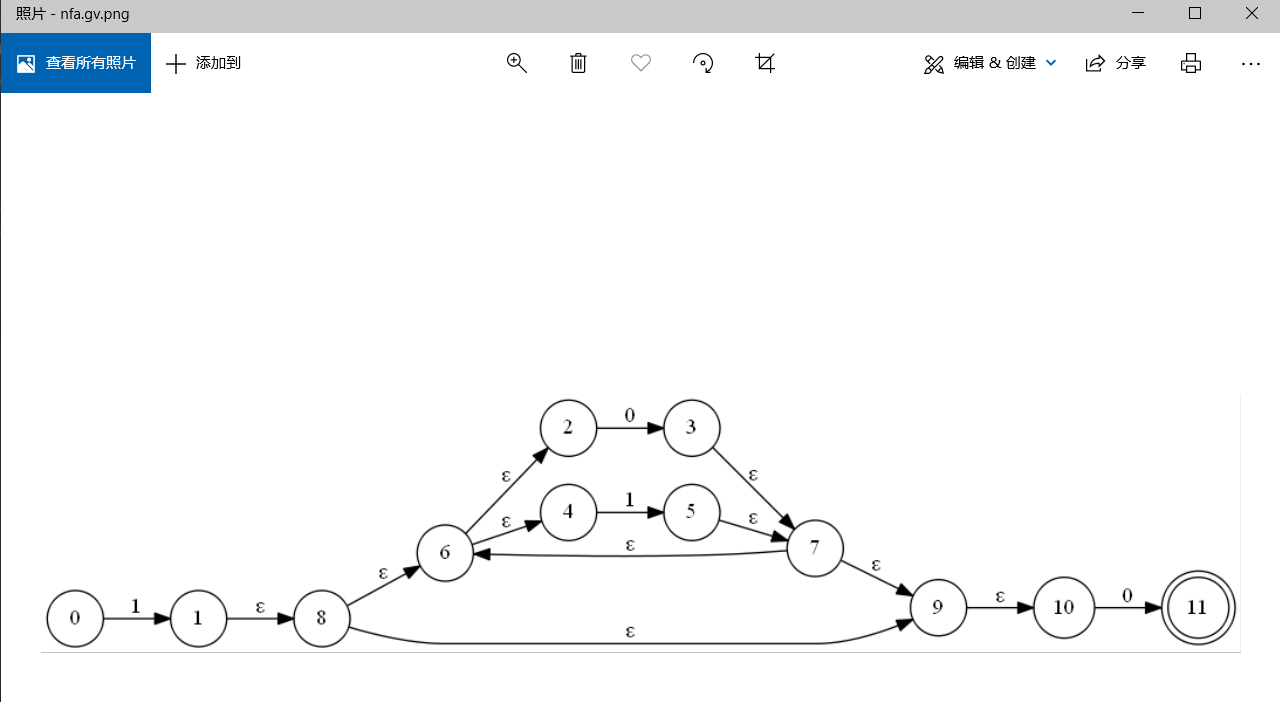 照片 - nfa.gv.png
查看所有照片 添加到 编辑 & 创建 分享
2 0 3
ε ε
4 1 5
ε ε
6 ε 7
ε ε
0 1 1 ε 8 9 ε 10 0 11
ε